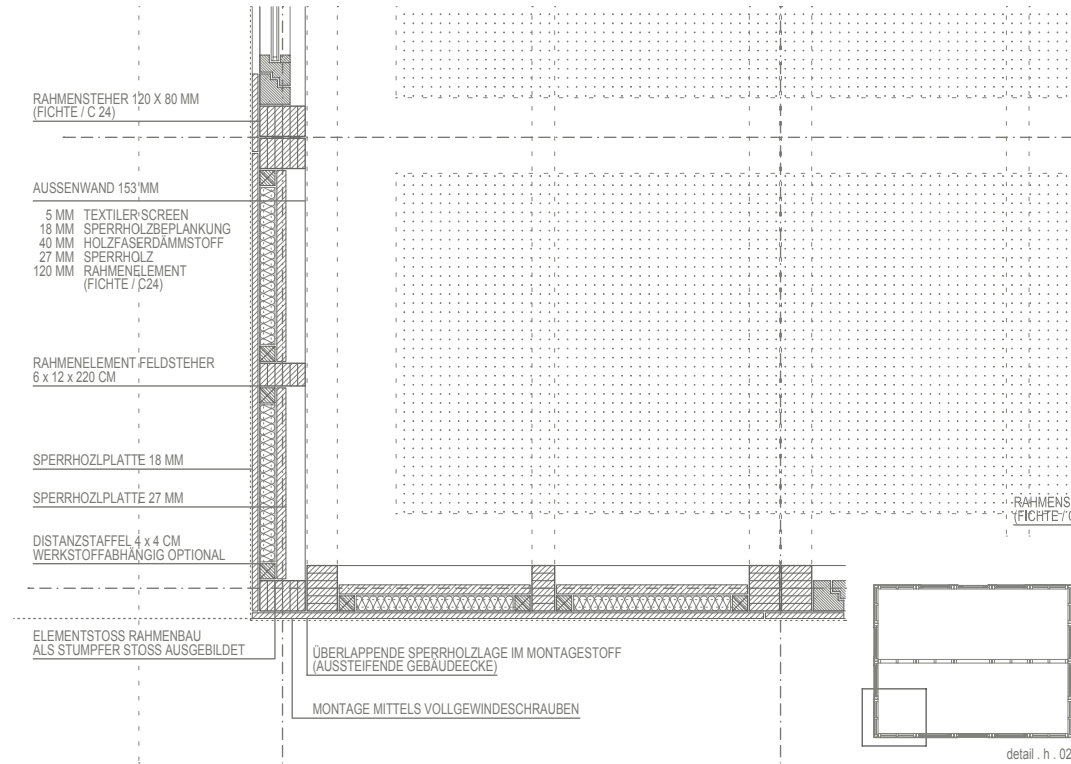 RAHMENSTEHER 120 X 80 MM
(FICHTE / C 24)
AUSSENWAND 153 MM
5 MM TEXTILER SCREEN
18 MM SPERRHOLZBEPLANKUNG
40 MM HOLZFASERDÄMMSTOFF
27 MM SPERRHOLZ
120 MM RAHMENELEMENT
(FICHTE / C24)
RAHMENELEMENT FELDSTEHER
6 x 12 x 220 CM
SPERRHOZLPLATTE 18 MM
SPERRHOZLPLATTE 27 MM
DISTANZSTAFFEL 4 x 4 CM
WERKSTOFFABHÄNGIG OPTIONAL
ELEMENTSTOSS RAHMENBAU
ALS STUMPFER STOSS AUSGEBILDET
ÜBERLAPPENDE SPERRHOLZLAGE IM MONTAGESTOFF
(AUSSTEIFENDE GEBÄUDEECKE)
MONTAGE MITTELS VOLLGEWINDESCHRAUBEN
RAHMENS
(FICHTE / C
detail . h . 02